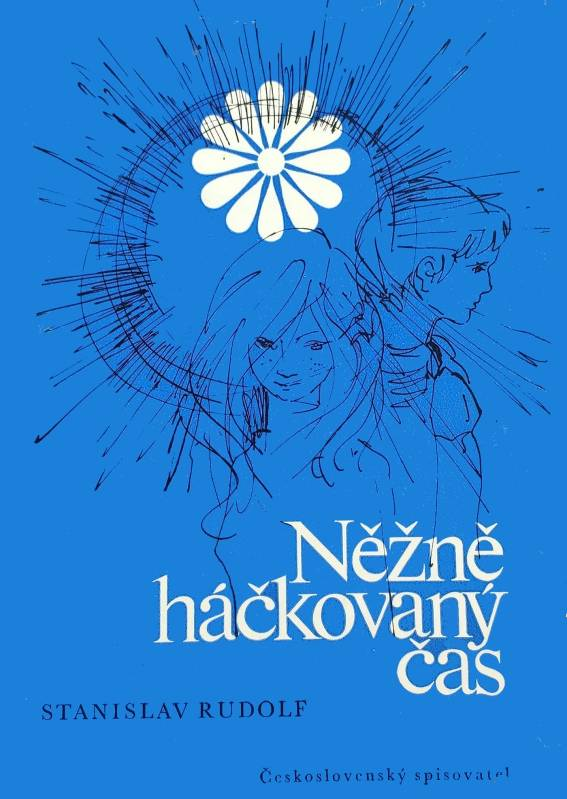 Něžně
háčkovaný
čas
STANISLAV RUDOLF
Československý spisovatel